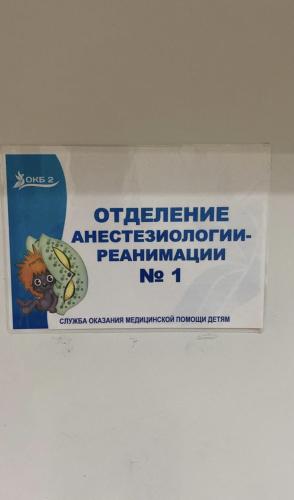 ОКБ 2
ОТДЕЛЕНИЕ
АНЕСТЕЗИОЛОГИИ-
РЕАНИМАЦИИ
№ 1
СЛУЖБА ОКАЗАНИЯ МЕДИЦИНСКОЙ ПОМОЩИ ДЕТЯМ